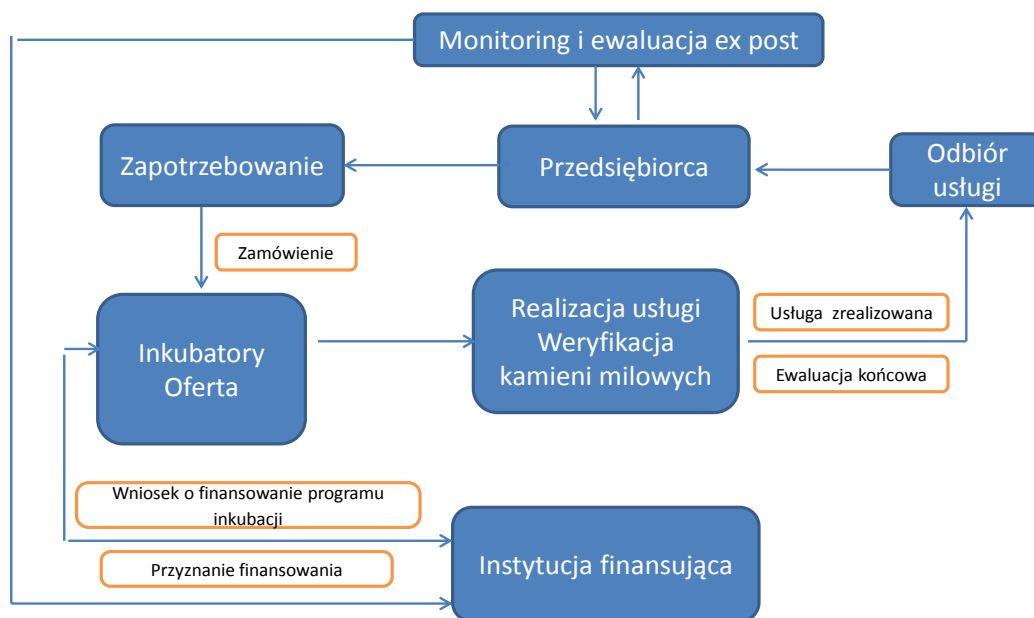 Monitoring i ewaluacja ex post
Zapotrzebowanie
Przedsiębiorca
Odbiór
usługi
Zamówienie
Inkubatory
Oferta
Realizacja usługi
Weryfikacja
kamieni milowych
Usługa zrealizowana
Ewaluacja końcowa
Wniosek o finansowanie programu
inkubacji
Przyznanie finansowania
Instytucja finansująca